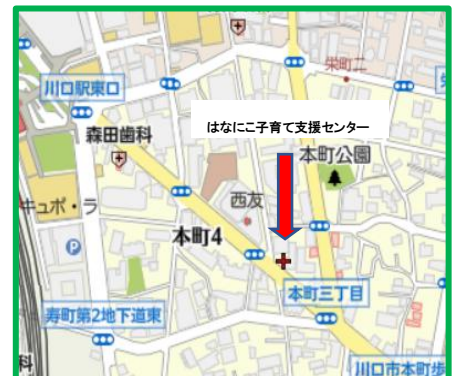 栄町二
川口駅東口
森田歯科
はなにこ子育て支援センター
本町公園
キュポ・ラ
西友
本町4
P
本町三丁目
寿町第2地下道東
科
川口市本町歩